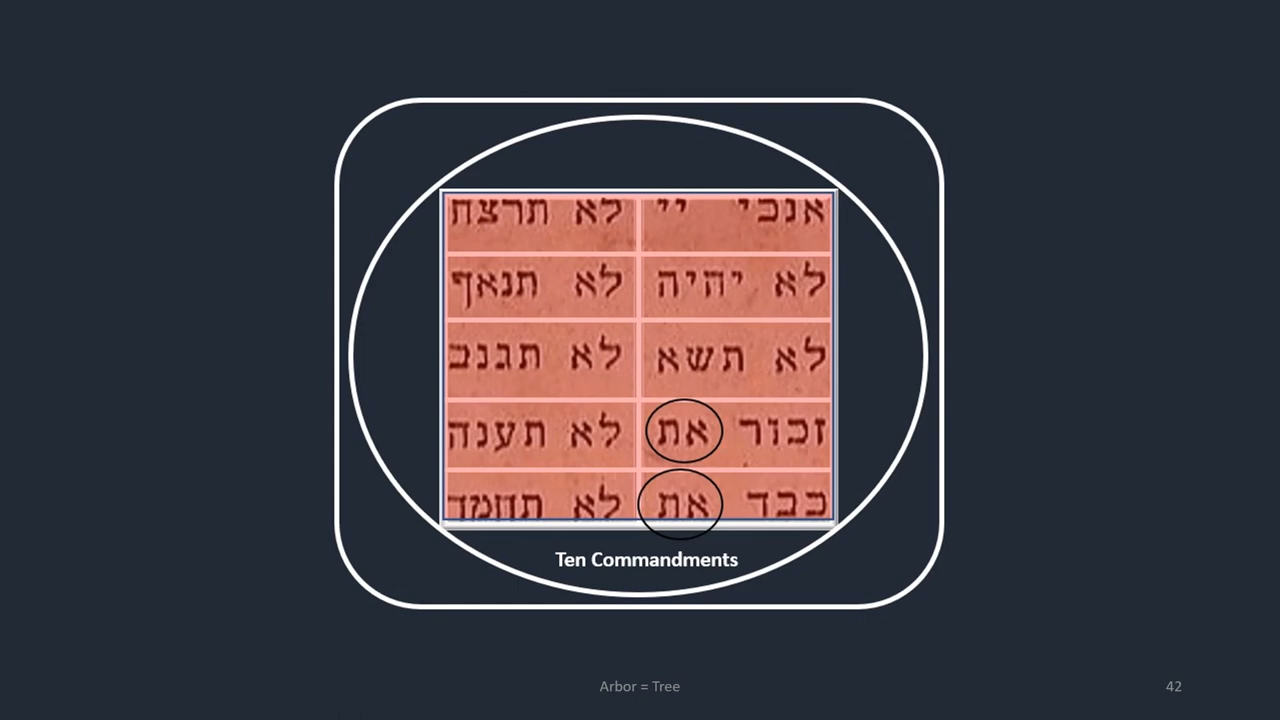 אנכי יי
לא תרצח
לא יהיה
לא תנאף
לא תשא
לא תגנב
זכור את
לא תענה
כבד את
לא תחמד
Ten Commandments
Arbor = Tree
42